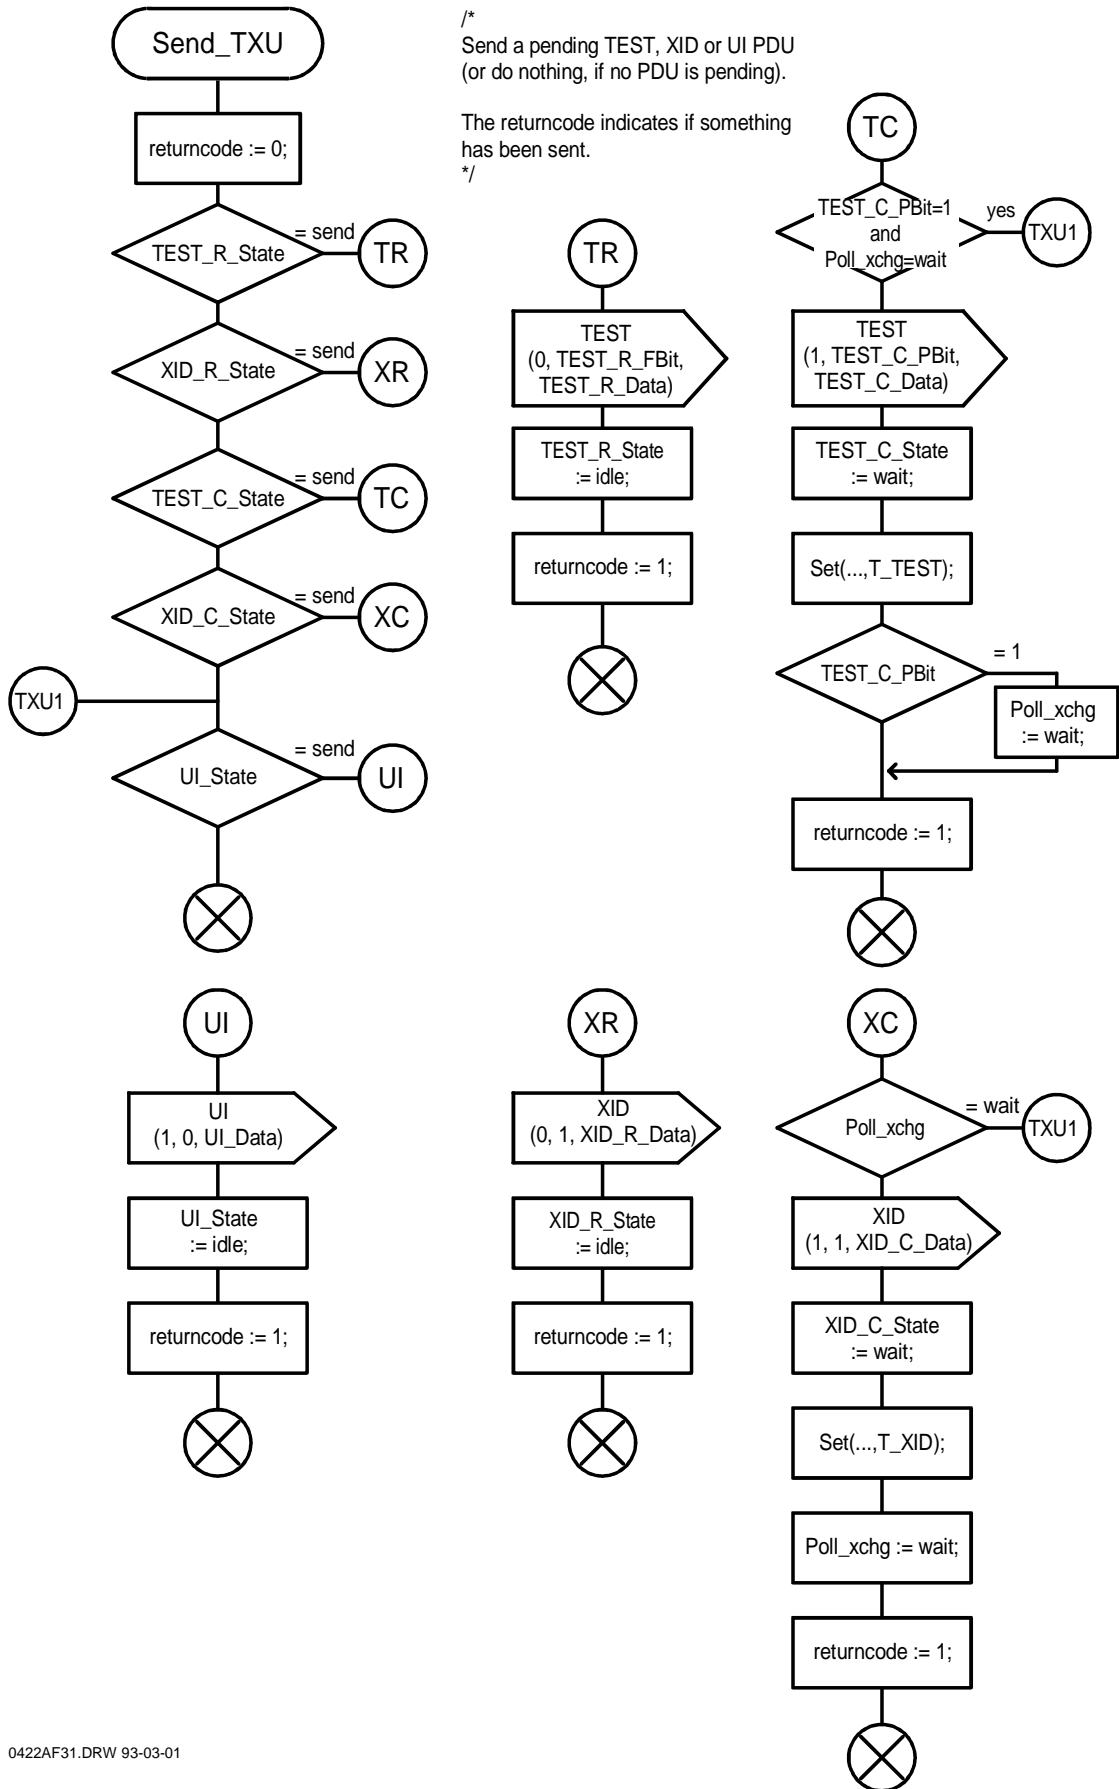 Send_TXU
/*
Send a pending TEST, XID or UI PDU
(or do nothing, if no PDU is pending).
The returncode indicates if something
has been sent.
*/
returncode := 0;
TEST_R_State
= send
TR
XID_R_State
= send
XR
TEST_C_State
= send
TC
XID_C_State
= send
XC
TXU1
UI_State
= send
UI
TR
TEST
(0, TEST_R_FBit,
TEST_R_Data)
TEST_R_State
:= idle;
returncode := 1;
TC
TEST_C_PBit=1
and
Poll_xchg=wait
yes
TXU1
TEST
(1, TEST_C_PBit,
TEST_C_Data)
TEST_C_State
:= wait;
Set(...,T_TEST);
TEST_C_PBit
= 1
Poll_xchg
:= wait;
returncode := 1;
UI
UI
(1, 0, UI_Data)
UI_State
:= idle;
returncode := 1;
XR
XID
(0, 1, XID_R_Data)
XID_R_State
:= idle;
returncode := 1;
XC
Poll_xchg
= wait
TXU1
XID
(1, 1, XID_C_Data)
XID_C_State
:= wait;
Set(...,T_XID);
Poll_xchg := wait;
returncode := 1;
0422AF31.DRW 93-03-01